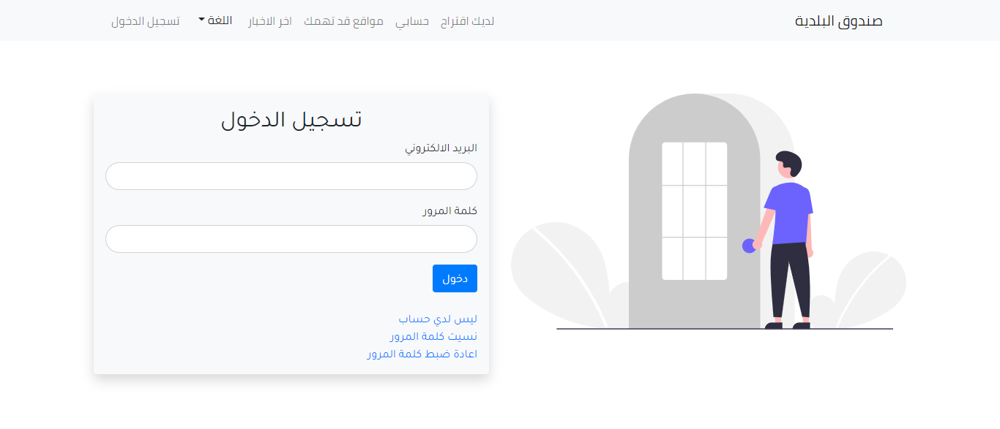 صندوق البلدية
لديك اقتراح حسابي مواقع قد تهمك اخر الاخبار اللغة تسجيل الدخول
تسجيل الدخول
البريد الالكتروني
كلمة المرور
دخول
ليس لدي حساب
نسيت كلمة المرور
اعادة ضبط كلمة المرور